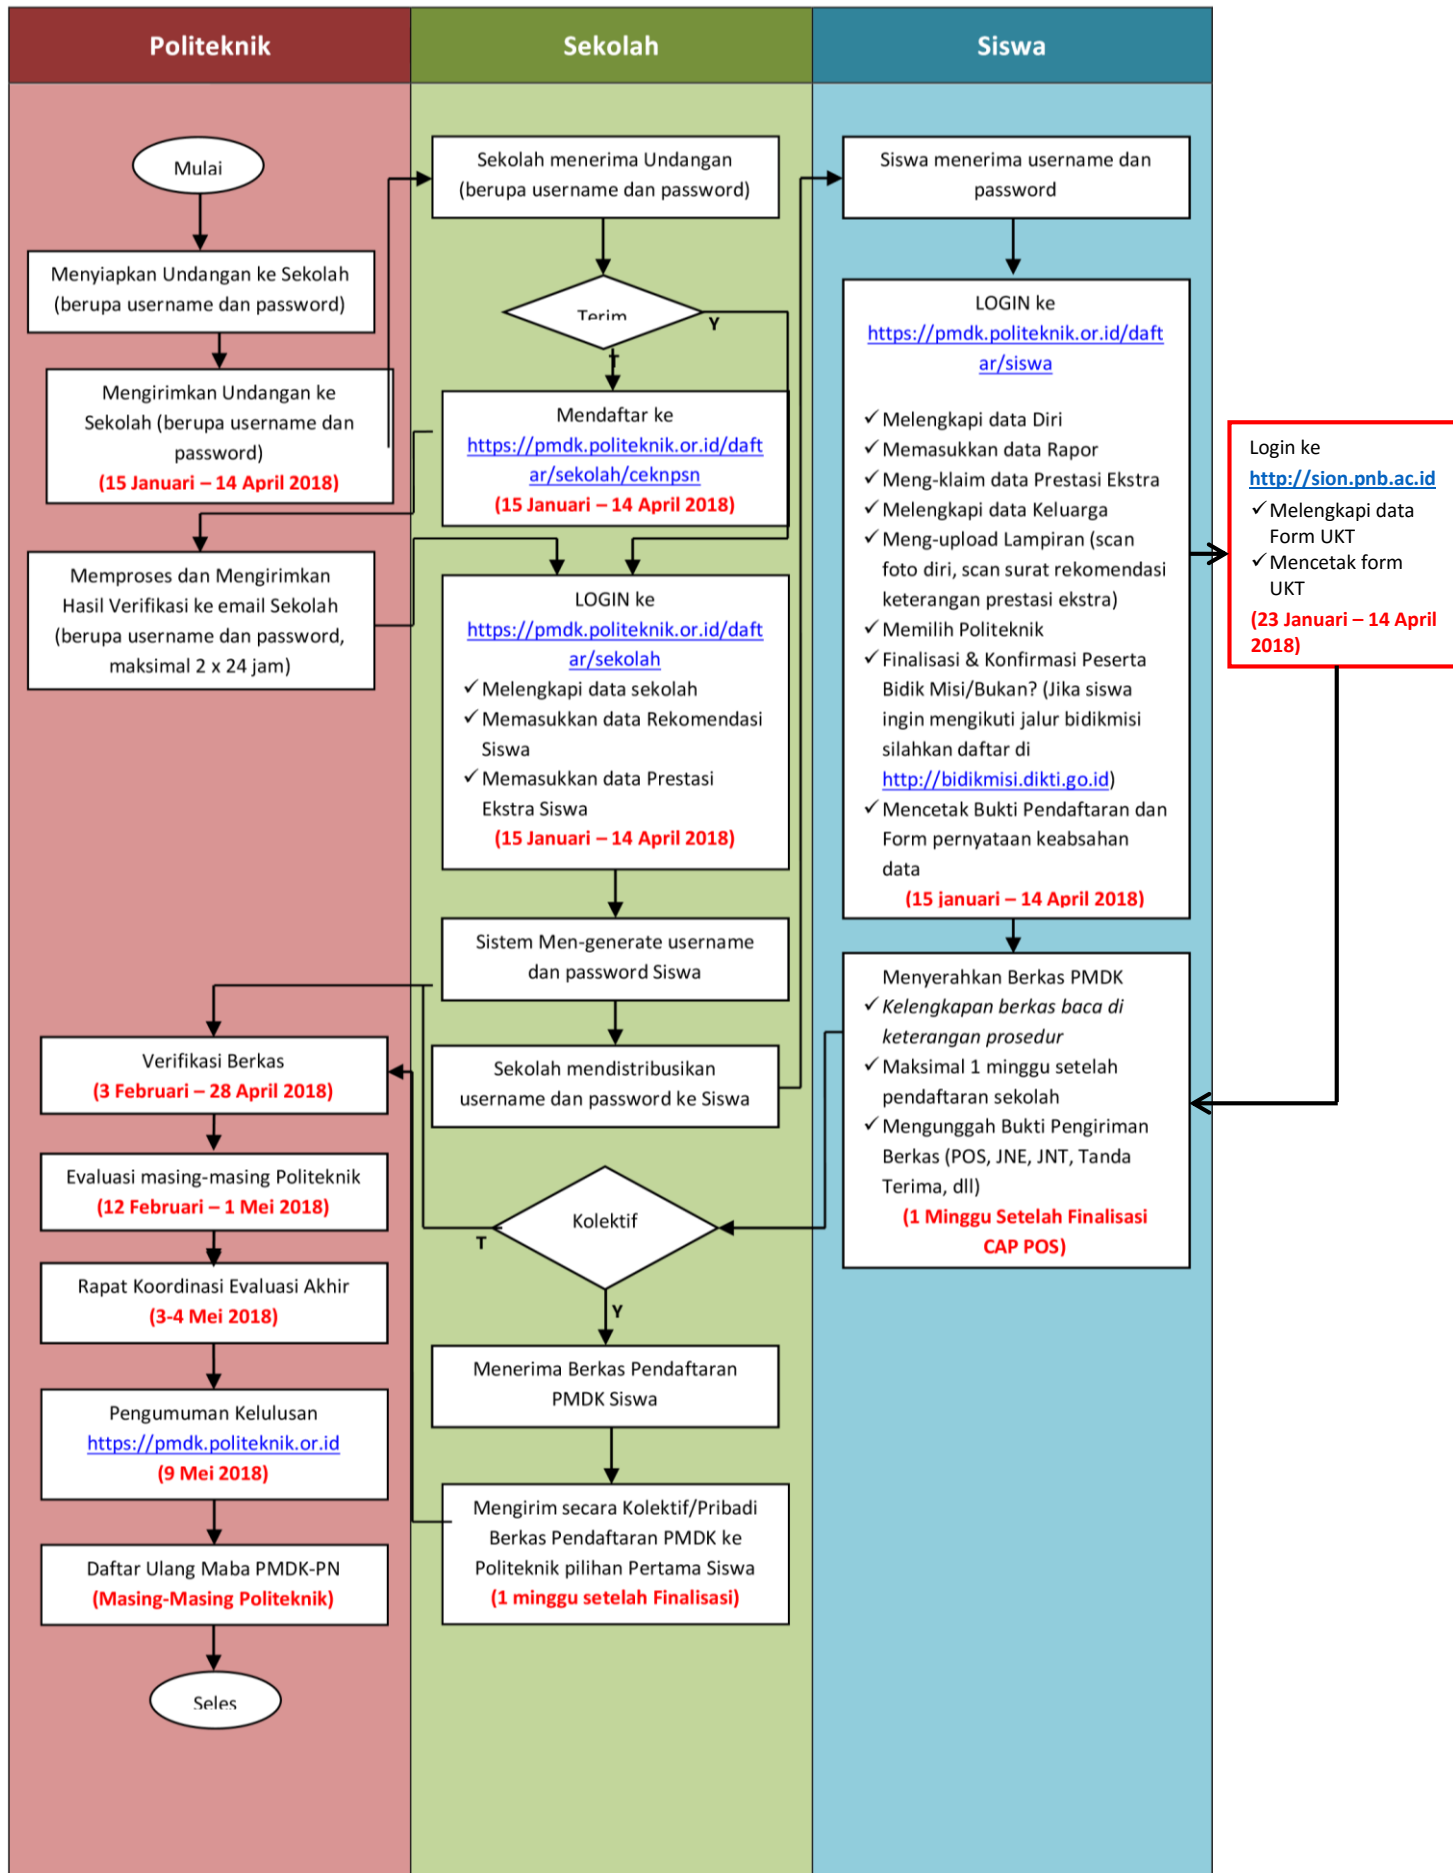 Politeknik
Sekolah
Siswa
Mulai
Menyiapkan Undangan ke Sekolah
(berupa username dan password)
Mengirimkan Undangan ke
Sekolah (berupa username dan
password)
(15 Januari – 14 April 2018)
Memproses dan Mengirimkan
Hasil Verifikasi ke email Sekolah
(berupa username dan password,
maksimal 2 x 24 jam)
Verifikasi Berkas
(3 Februari – 28 April 2018)
Evaluasi masing-masing Politeknik
(12 Februari – 1 Mei 2018)
Rapat Koordinasi Evaluasi Akhir
(3-4 Mei 2018)
Pengumuman Kelulusan
https://pmdk.politeknik.or.id
(9 Mei 2018)
Daftar Ulang Maba PMDK-PN
(Masing-Masing Politeknik)
Seles
Sekolah menerima Undangan
(berupa username dan password)
Terim
Y
T
Mendaftar ke
https://pmdk.politeknik.or.id/daft
ar/sekolah/ceknpsn
(15 Januari – 14 April 2018)
LOGIN ke
https://pmdk.politeknik.or.id/daft
ar/sekolah
✓ Melengkapi data sekolah
✓ Memasukkan data Rekomendasi
Siswa
✓ Memasukkan data Prestasi
Ekstra Siswa
(15 Januari – 14 April 2018)
Sistem Men-generate username
dan password Siswa
Sekolah mendistribusikan
username dan password ke Siswa
Kolektif
T
Y
Menerima Berkas Pendaftaran
PMDK Siswa
Mengirim secara Kolektif/Pribadi
Berkas Pendaftaran PMDK ke
Politeknik pilihan Pertama Siswa
(1 minggu setelah Finalisasi)
Siswa menerima username dan
password
LOGIN ke
https://pmdk.politeknik.or.id/daft
ar/siswa
✓ Melengkapi data Diri
✓ Memasukkan data Rapor
✓ Meng-klaim data Prestasi Ekstra
✓ Melengkapi data Keluarga
✓ Meng-upload Lampiran (scan
foto diri, scan surat rekomendasi
keterangan prestasi ekstra)
✓ Memilih Politeknik
✓ Finalisasi & Konfirmasi Peserta
Bidik Misi/Bukan? (Jika siswa
ingin mengikuti jalur bidikmisi
silahkan daftar di
http://bidikmisi.dikti.go.id)
✓ Mencetak Bukti Pendaftaran dan
Form pernyataan keabsahan
data
(15 januari – 14 April 2018)
Menyerahkan Berkas PMDK
✓ Kelengkapan berkas baca di
keterangan prosedur
✓ Maksimal 1 minggu setelah
pendaftaran sekolah
✓ Mengunggah Bukti Pengiriman
Berkas (POS, JNE, JNT, Tanda
Terima, dll)
(1 Minggu Setelah Finalisasi
CAP POS)
Login ke
http://sion.pnb.ac.id
✓ Melengkapi data
Form UKT
✓ Mencetak form
UKT
(23 Januari – 14 April
2018)